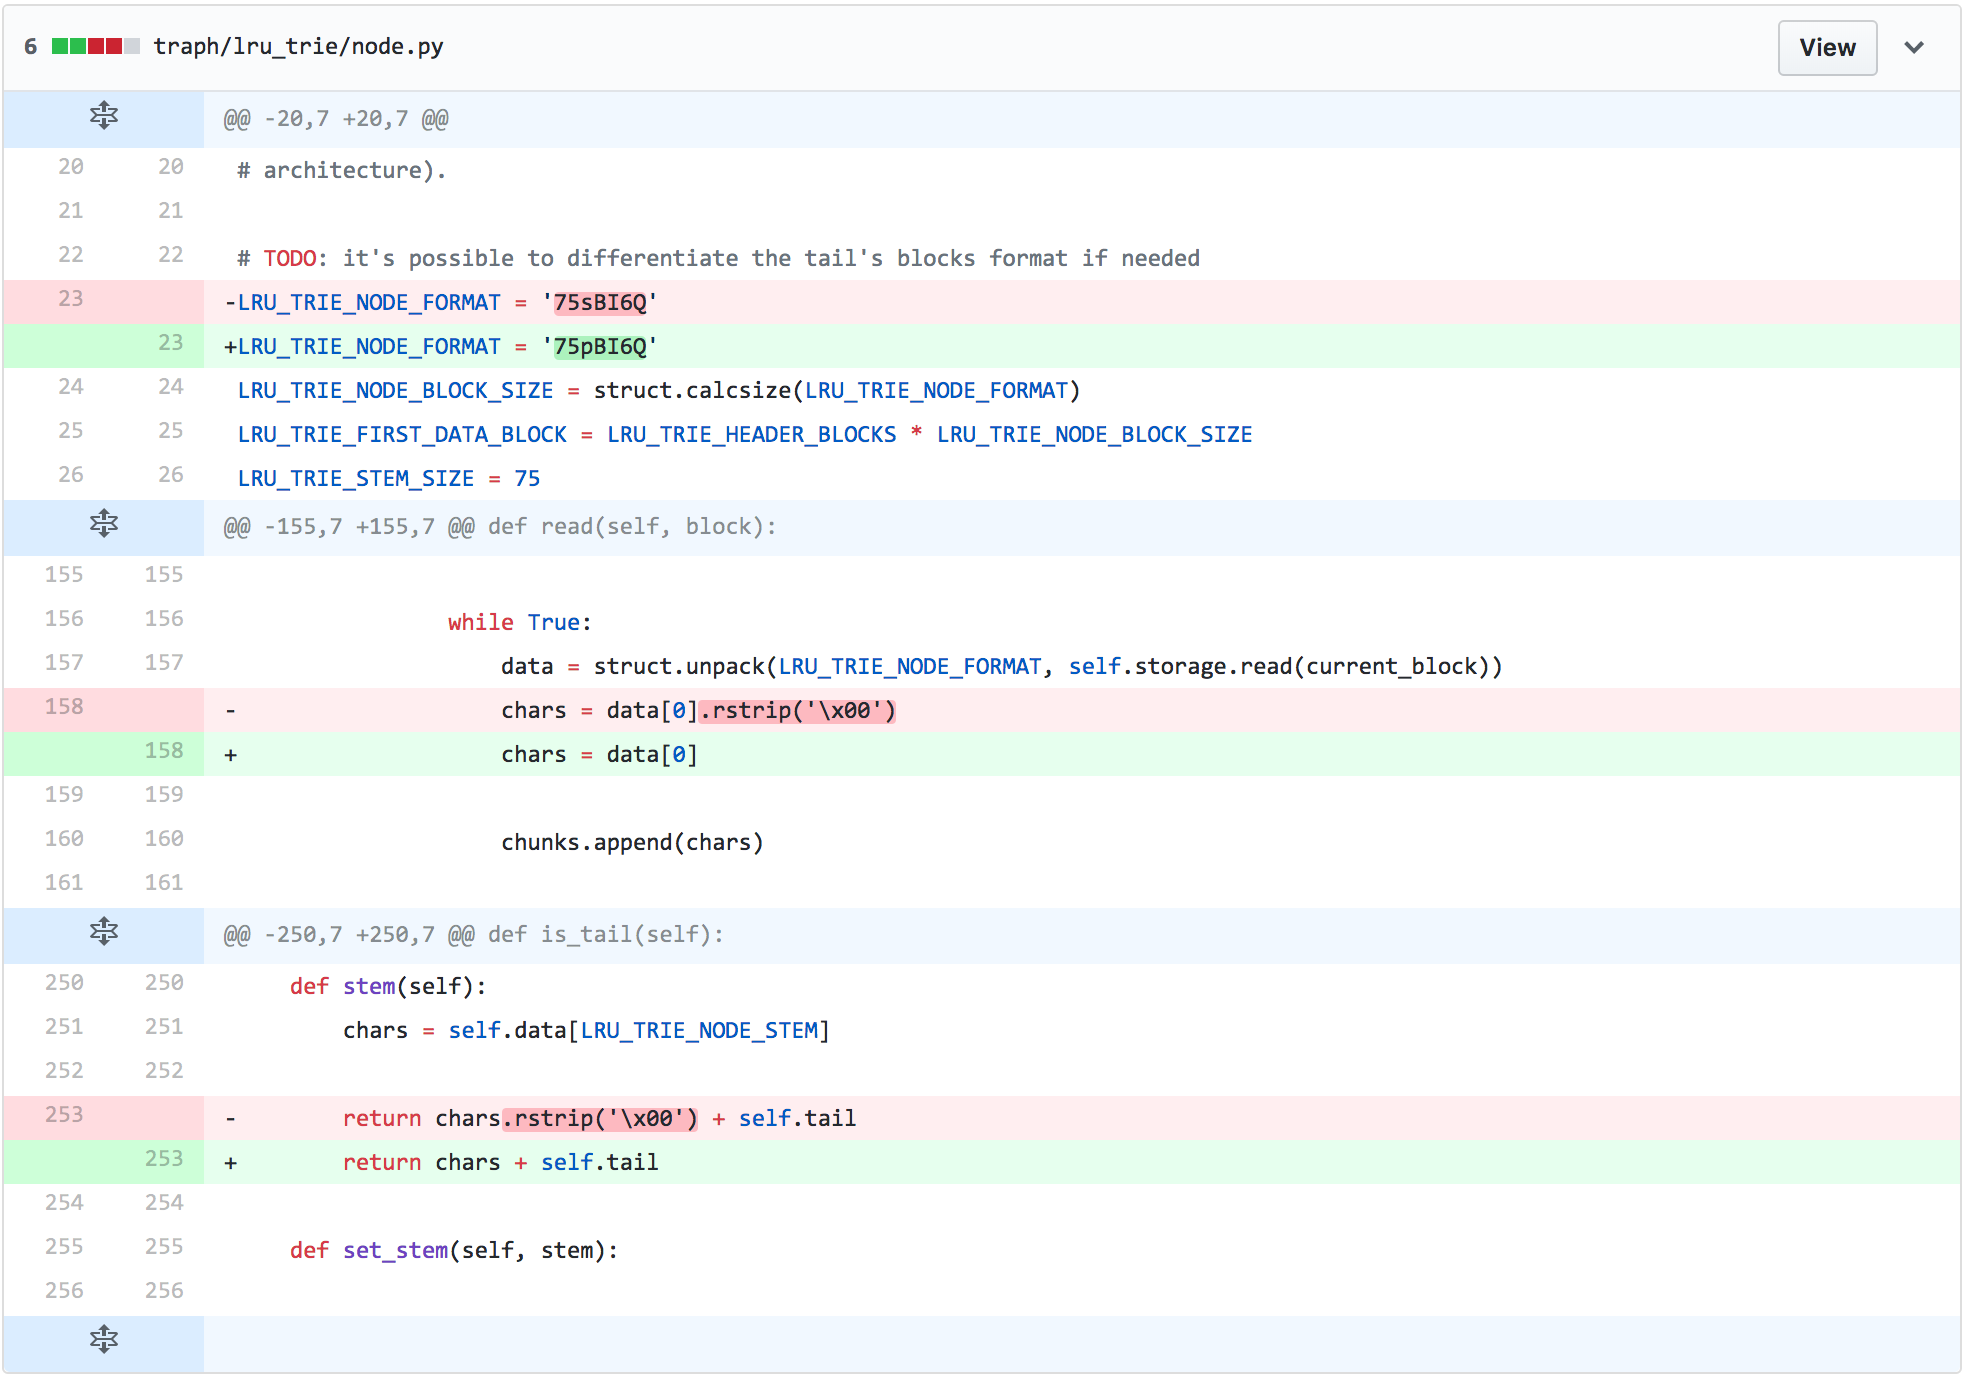 6 traph/lru_trie/node.py View
@@ -20,7 +20,7 @@
20 20 # architecture).
21 21
22 22 # TODO: it's possible to differentiate the tail's blocks format if needed
23 -LRU_TRIE_NODE_FORMAT = '75sBI6Q'
23 +LRU_TRIE_NODE_FORMAT = '75pBI6Q'
24 24 LRU_TRIE_NODE_BLOCK_SIZE = struct.calcsize(LRU_TRIE_NODE_FORMAT)
25 25 LRU_TRIE_FIRST_DATA_BLOCK = LRU_TRIE_HEADER_BLOCKS * LRU_TRIE_NODE_BLOCK_SIZE
26 26 LRU_TRIE_STEM_SIZE = 75
@@ -155,7 +155,7 @@ def read(self, block):
155 155
156 156 while True:
157 157 data = struct.unpack(LRU_TRIE_NODE_FORMAT, self.storage.read(current_block))
158 - chars = data[0].rstrip('\x00')
158 + chars = data[0]
159 159
160 160 chunks.append(chars)
161 161
@@ -250,7 +250,7 @@ def is_tail(self):
250 250 def stem(self):
251 251 chars = self.data[LRU_TRIE_NODE_STEM]
252 252
253 - return chars.rstrip('\x00') + self.tail
253 + return chars + self.tail
254 254
255 255 def set_stem(self, stem):
256 256